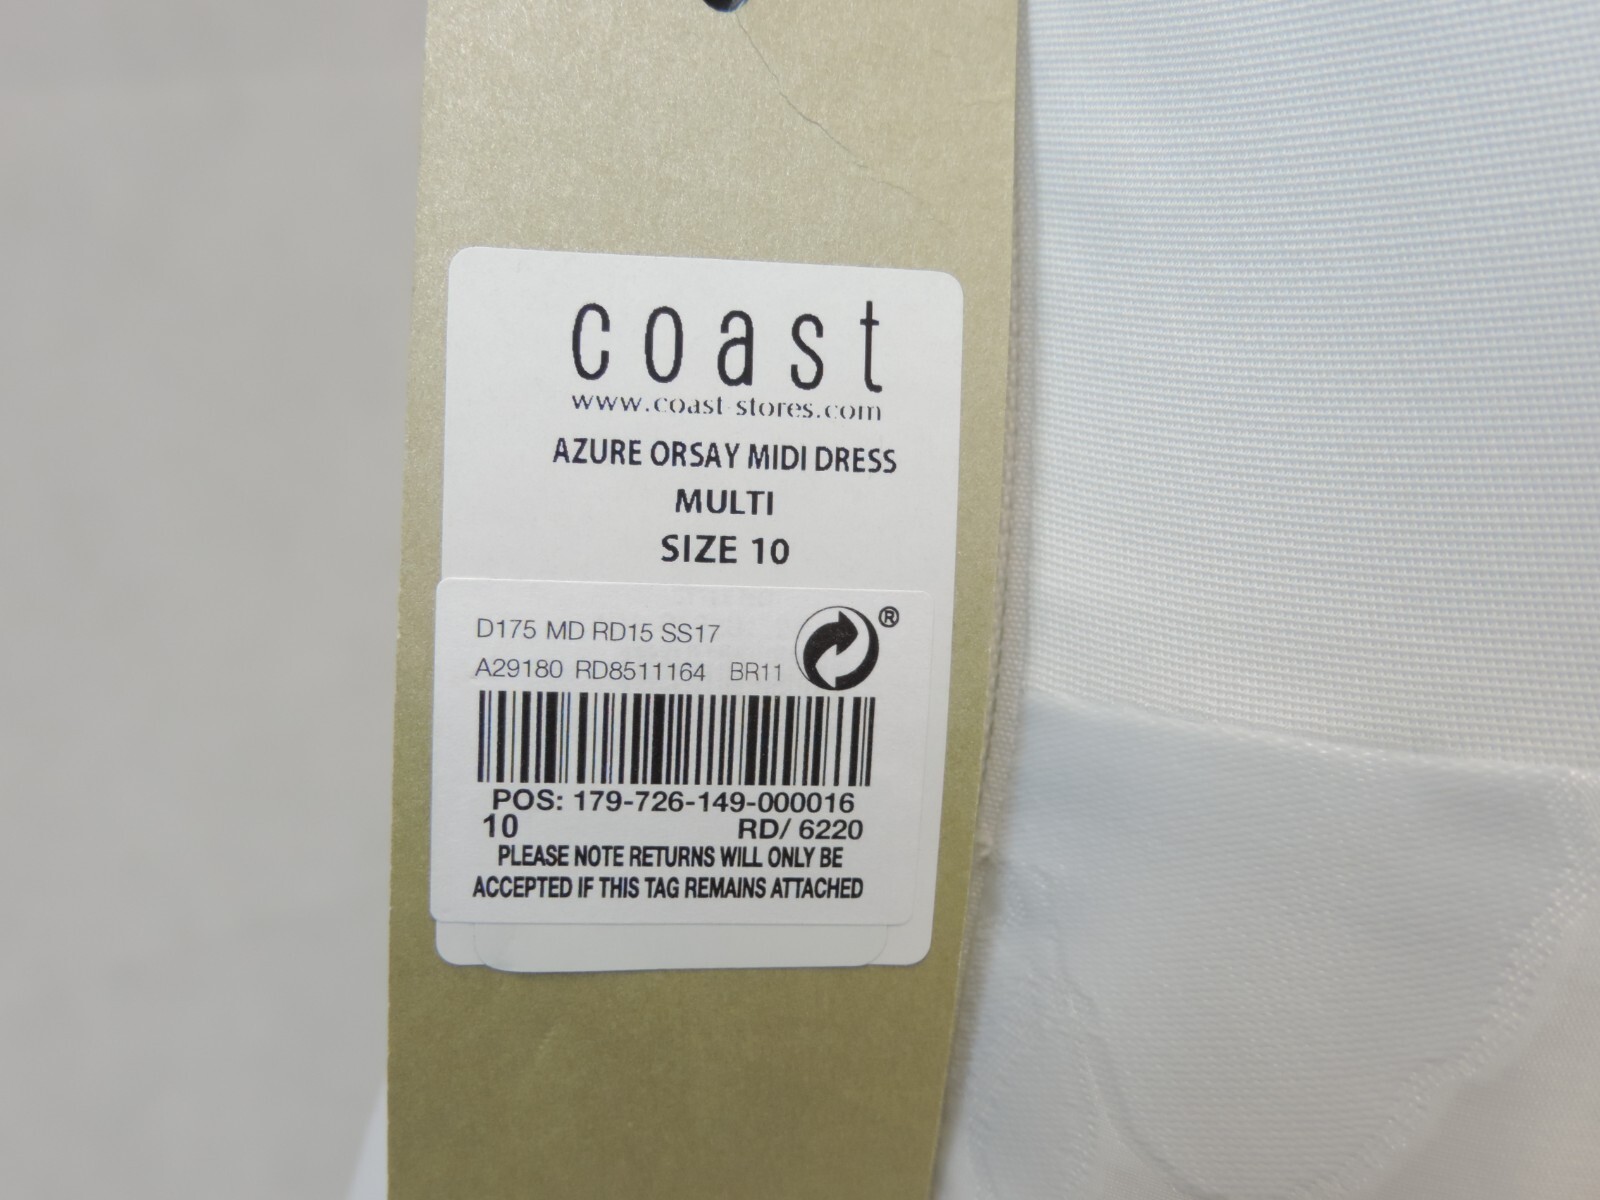 coast
www.coast-stores.com
AZURE ORSAY MIDI DRESS
MULTI
SIZE 10
D175 MD RD15 SS17
A29180 RD8511164 BR11
®
POS: 179-726-149-000016
10 RD/ 6220
PLEASE NOTE RETURNS WILL ONLY BE
ACCEPTED IF THIS TAG REMAINS ATTACHED